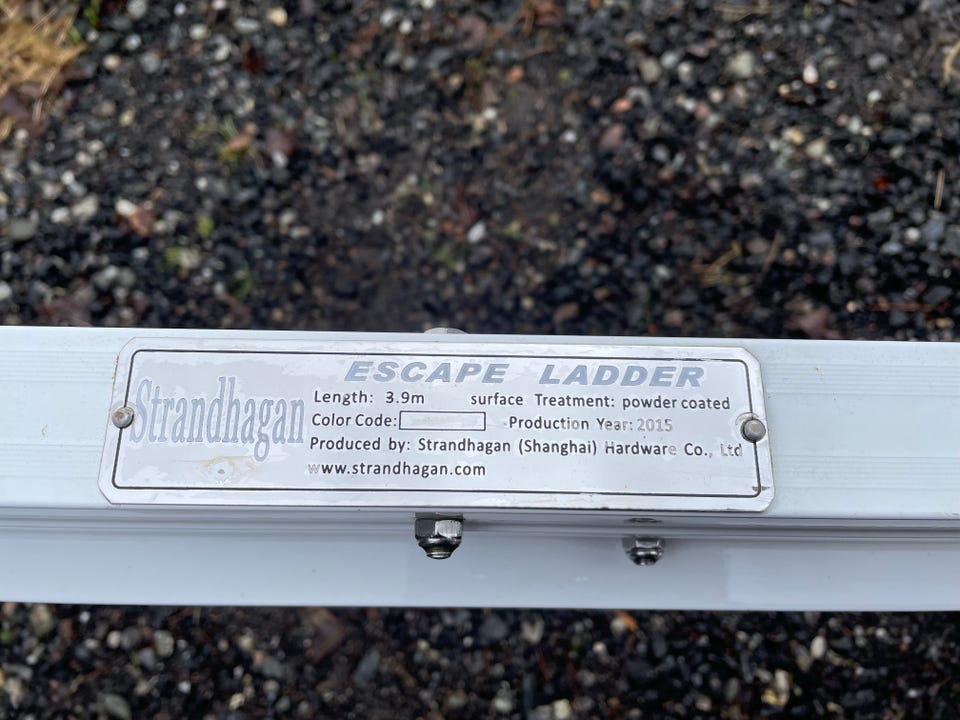 ESCAPE LADDER
Strandhagan
Length: 3.9m surface Treatment: powder coated
Color Code: -Production Year: 2015
Produced by: Strandhagan (Shanghai) Hardware Co., Ltd
www.strandhagan.com